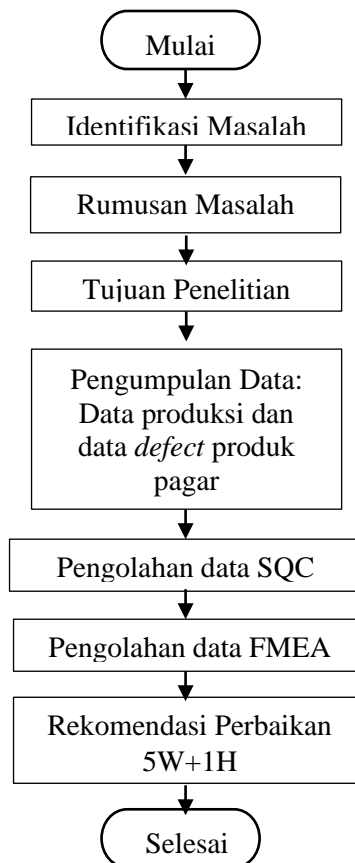 Mulai
Identifikasi Masalah
Rumusan Masalah
Tujuan Penelitian
Pengumpulan Data:
Data produksi dan
data defect produk
pagar
Pengolahan data SQC
Pengolahan data FMEA
Rekomendasi Perbaikan
5W+1H
Selesai